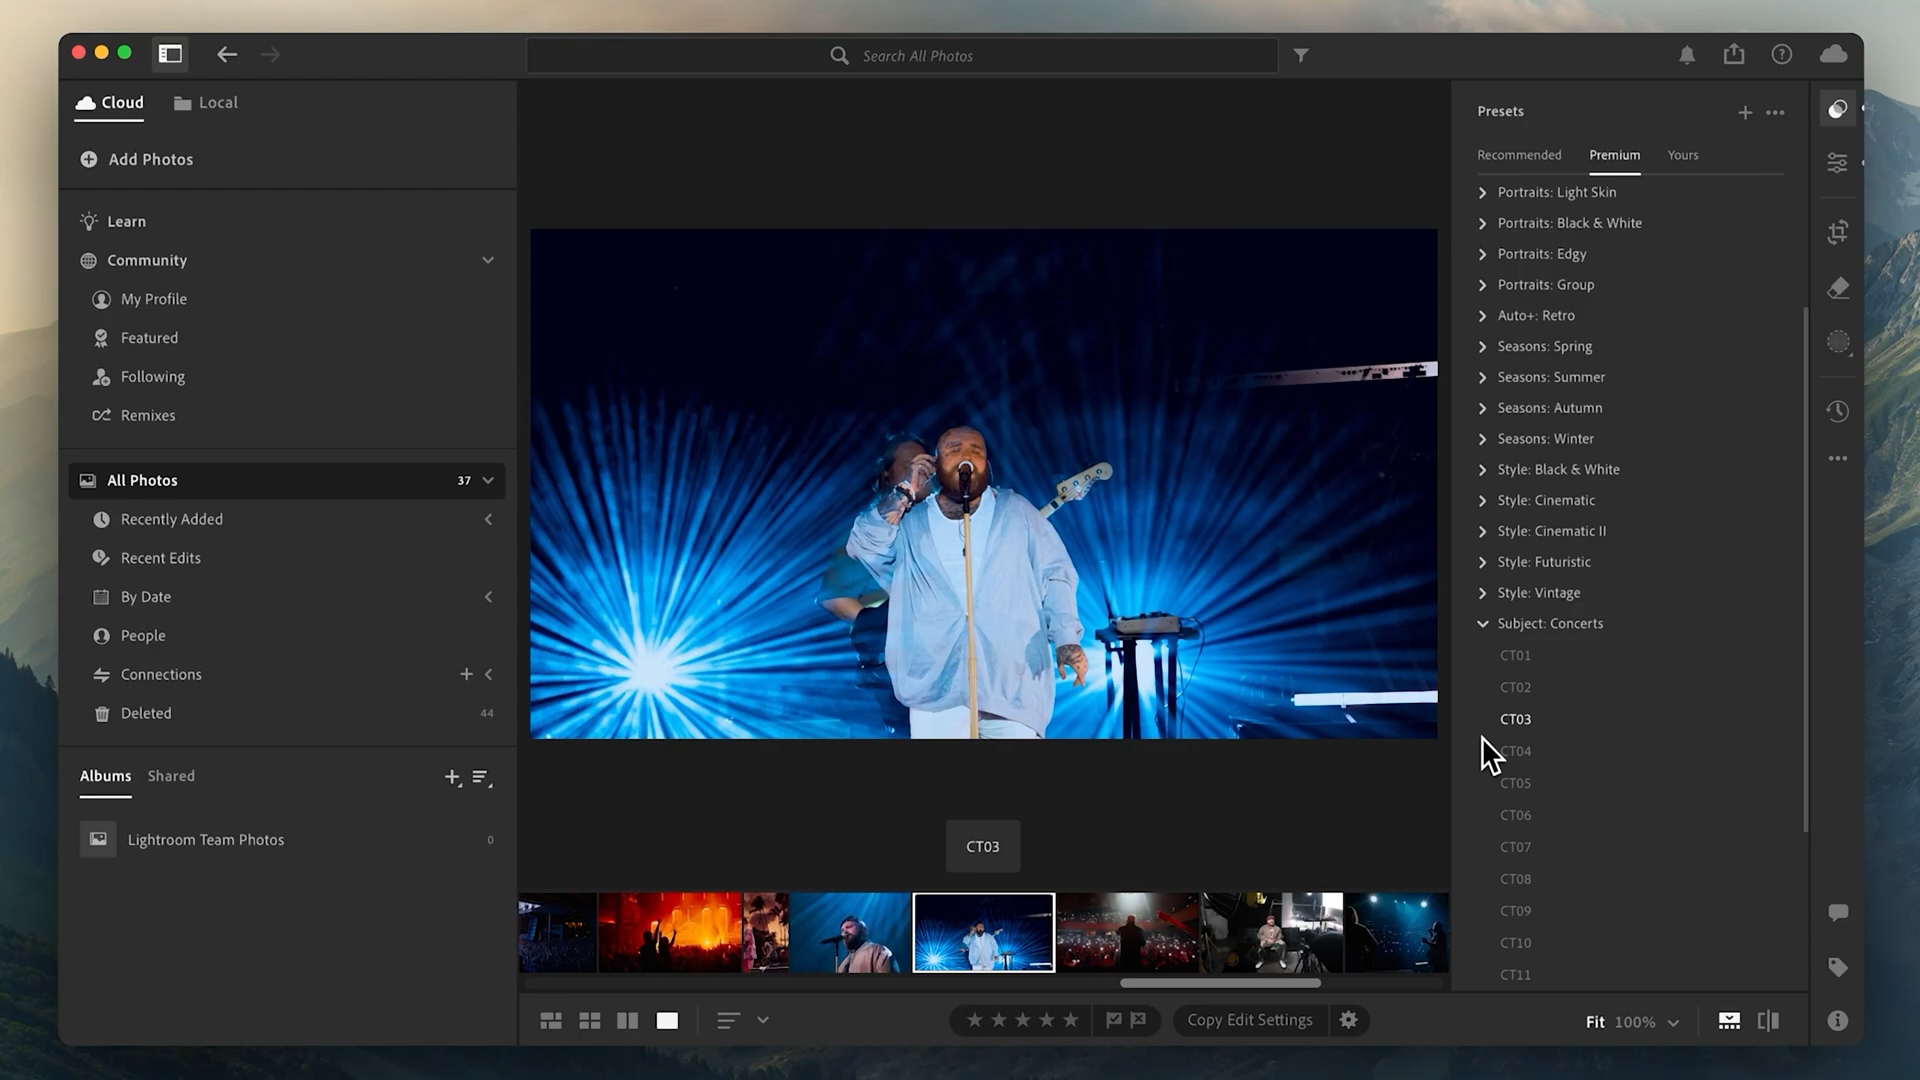 Search All Photos
Cloud
Local
Add Photos
Learn
Community
My Profile
Featured
Following
Remixes
All Photos
37
Recently Added
Recent Edits
By Date
People
Connections
Deleted
44
Albums
Shared
Lightroom Team Photos
0
CT03
Copy Edit Settings
Fit
100%
Presets
Recommended
Premium
Yours
Portraits: Light Skin
Portraits: Black & White
Portraits: Edgy
Portraits: Group
Auto+: Retro
Seasons: Spring
Seasons: Summer
Seasons: Autumn
Seasons: Winter
Style: Black & White
Style: Cinematic
Style: Cinematic II
Style: Futuristic
Style: Vintage
Subject: Concerts
CT01
CT02
CT03
CT04
CT05
CT06
CT07
CT08
CT09
CT10
CT11